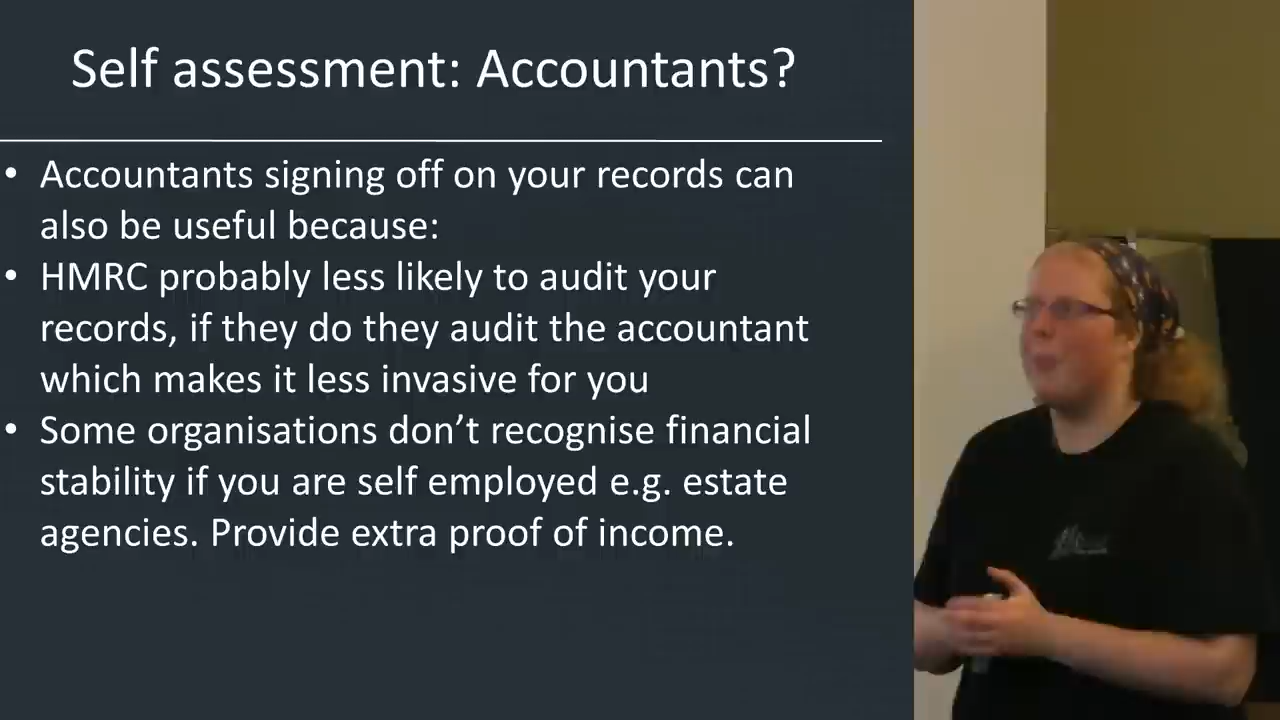 Self assessment: Accountants?
• Accountants signing off on your records can
also be useful because:
• HMRC probably less likely to audit your
records, if they do they audit the accountant
which makes it less invasive for you
• Some organisations don’t recognise financial
stability if you are self employed e.g. estate
agencies. Provide extra proof of income.